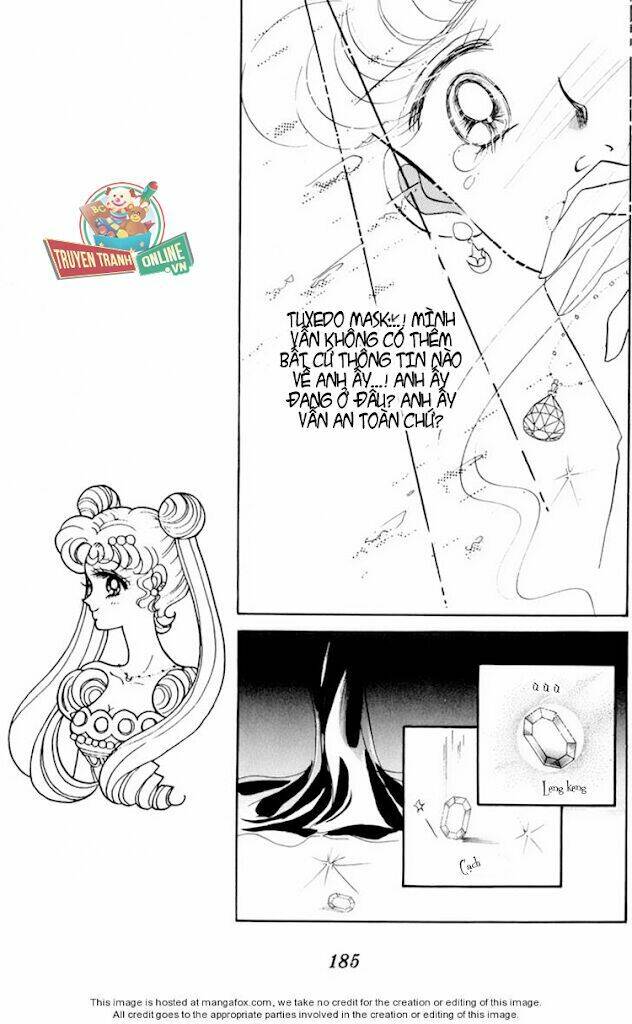 BO
TRUYEN TRANH
ONLINE
.VN
TUXEDO MASK...! MÌNH
VẪN KHÔNG CÓ THÊM
BẤT CỨ THÔNG TIN NÀO
VỀ ANH ẤY...! ANH ẤY
ĐANG Ở ĐÂU? ANH ẤY
VẪN AN TOÀN CHỨ?
ù ù ù
Leng keng
Cạch
185
This image is hosted at mangafox.com, we take no credit for the creation or editing of this image.
All credit goes to the appropriate parties involved in the creation or editing of this image.